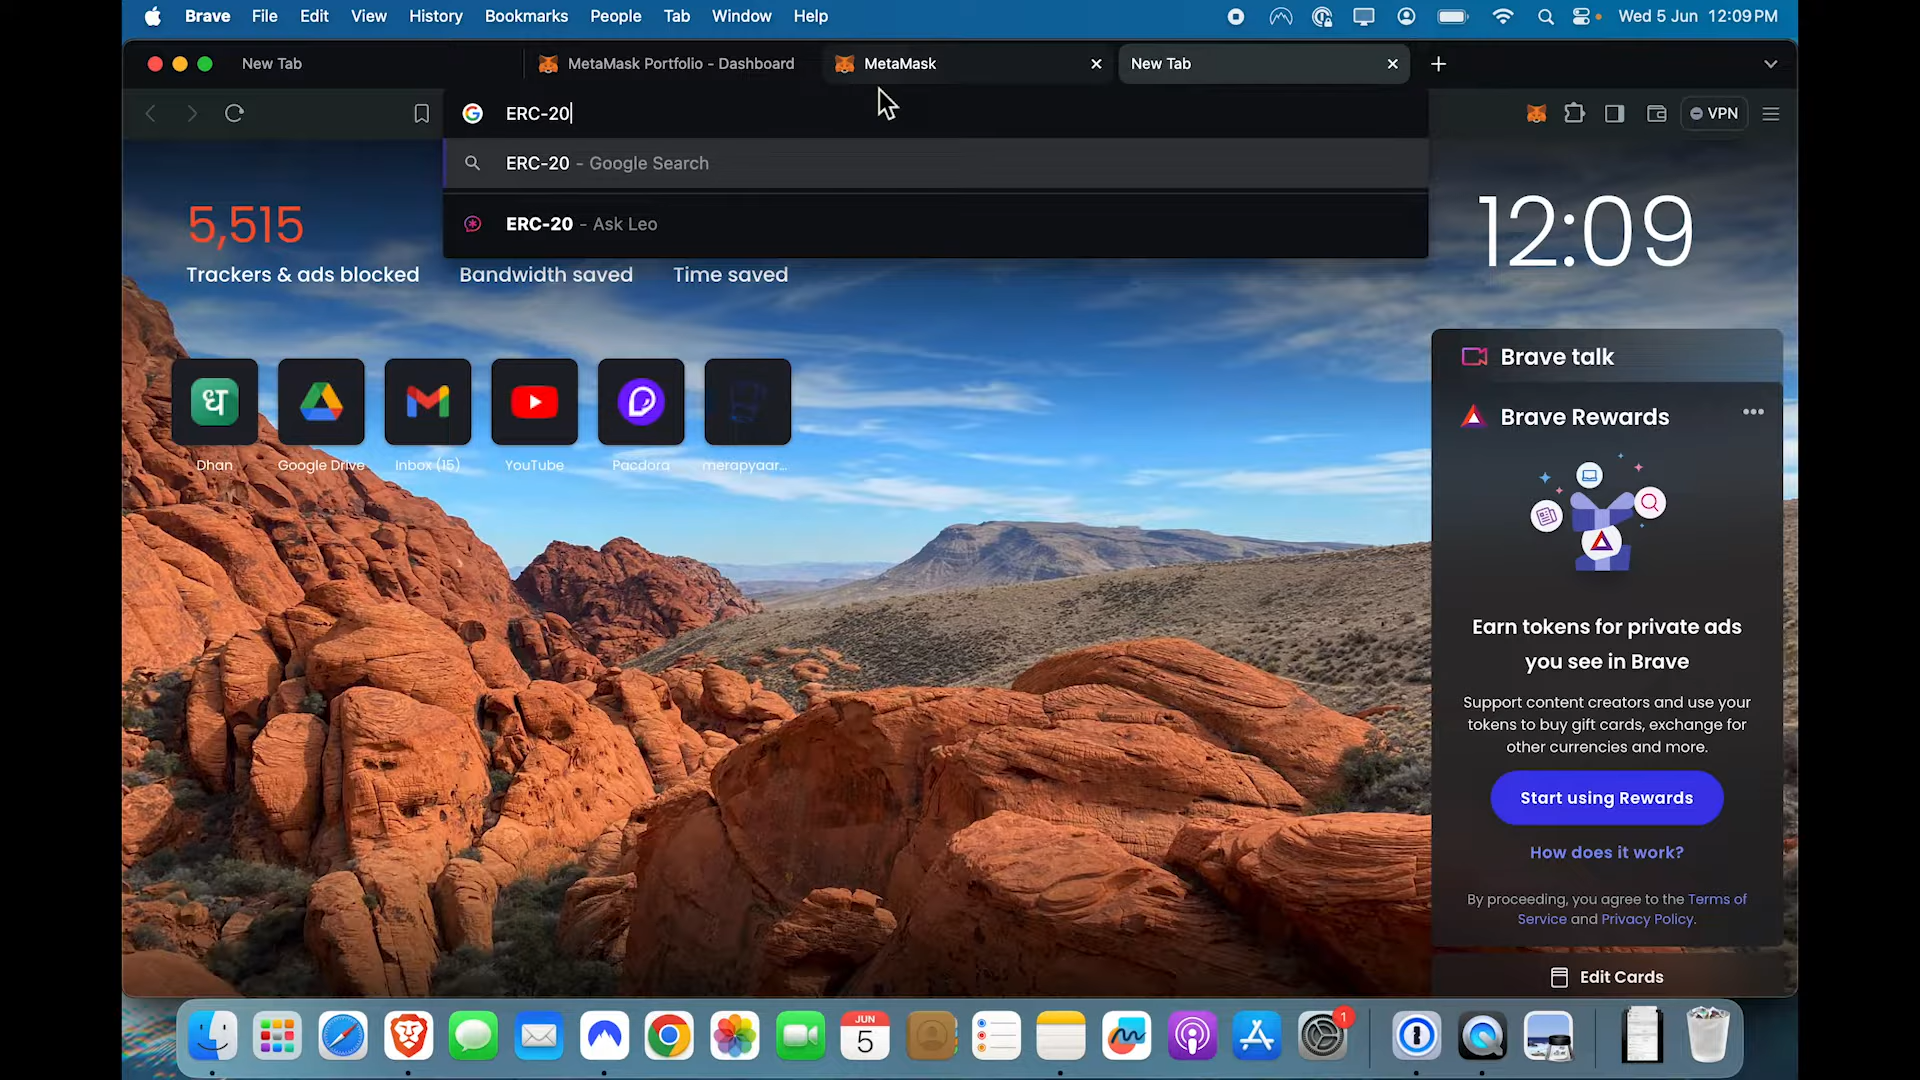 Brave File Edit View History Bookmarks People Tab Window Help
Wed 5 Jun 12:09 PM
New Tab
MetaMask Portfolio - Dashboard
MetaMask
New Tab
ERC-20
VPN
ERC-20 - Google Search
ERC-20 - Ask Leo
5,515
Trackers & ads blocked
Bandwidth saved
Time saved
12:09
Dhan
Google Drive
Inbox (15)
YouTube
Pacdora
merapyaar...
ध
Brave talk
Brave Rewards
Earn tokens for private ads
you see in Brave
Support content creators and use your
tokens to buy gift cards, exchange for
other currencies and more.
Start using Rewards
How does it work?
By proceeding, you agree to the Terms of
Service and Privacy Policy.
Edit Cards
JUN
5
1